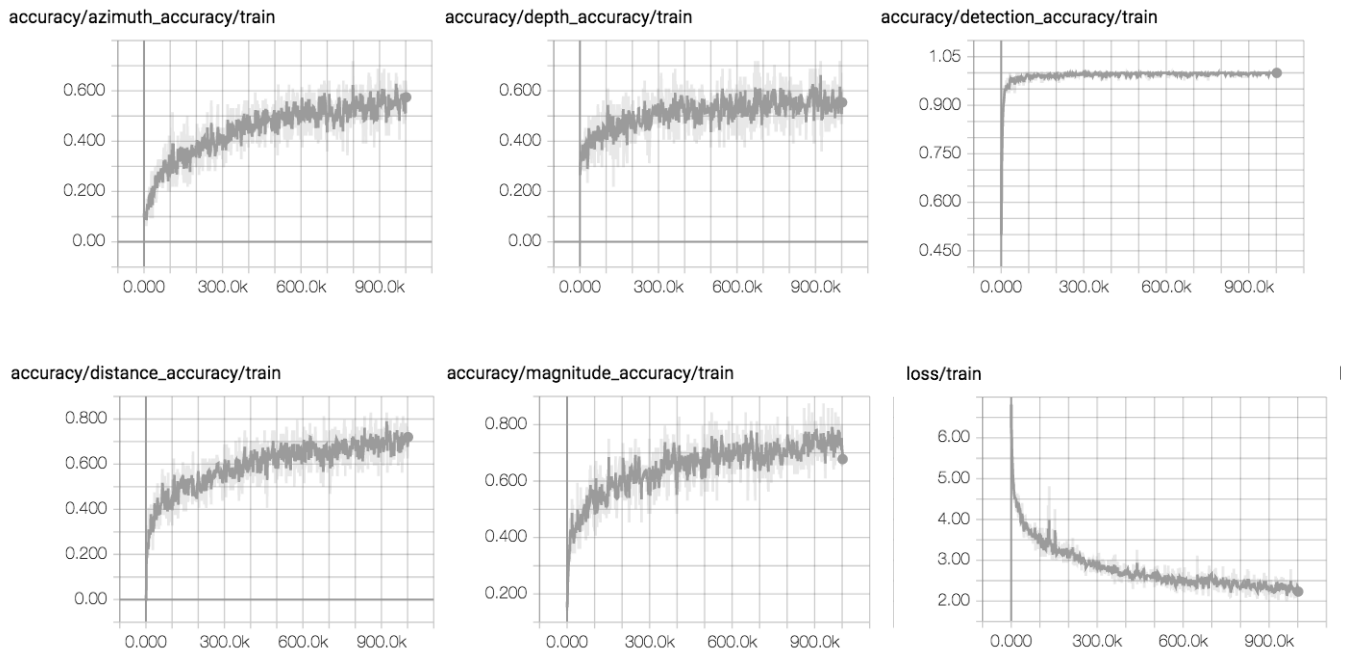 accuracy/azimuth_accuracy/train
0.600
0.400
0.200
0.00
0.000 300.0k 600.0k 900.0k
accuracy/depth_accuracy/train
0.600
0.400
0.200
0.00
0.000 300.0k 600.0k 900.0k
accuracy/detection_accuracy/train
1.05
0.900
0.750
0.600
0.450
0.000 300.0k 600.0k 900.0k
accuracy/distance_accuracy/train
0.800
0.600
0.400
0.200
0.00
0.000 300.0k 600.0k 900.0k
accuracy/magnitude_accuracy/train
0.800
0.600
0.400
0.200
0.000 300.0k 600.0k 900.0k
loss/train
6.00
5.00
4.00
3.00
2.00
0.000 300.0k 600.0k 900.0k